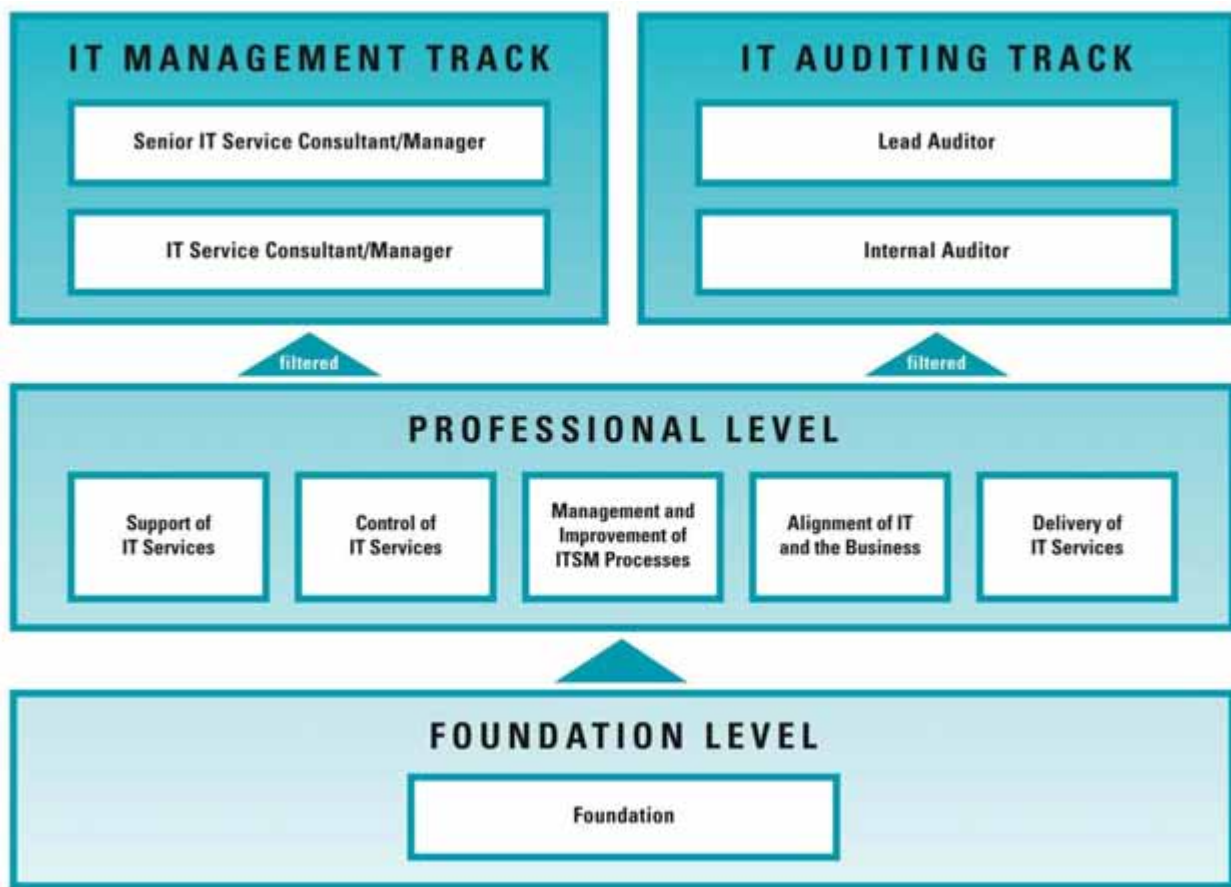 IT MANAGEMENT TRACK
Senior IT Service Consultant/Manager
IT Service Consultant/Manager
IT AUDITING TRACK
Lead Auditor
Internal Auditor
filtered
filtered
PROFESSIONAL LEVEL
Support of
IT Services
Control of
IT Services
Management and
Improvement of
ITSM Processes
Alignment of IT
and the Business
Delivery of
IT Services
FOUNDATION LEVEL
Foundation